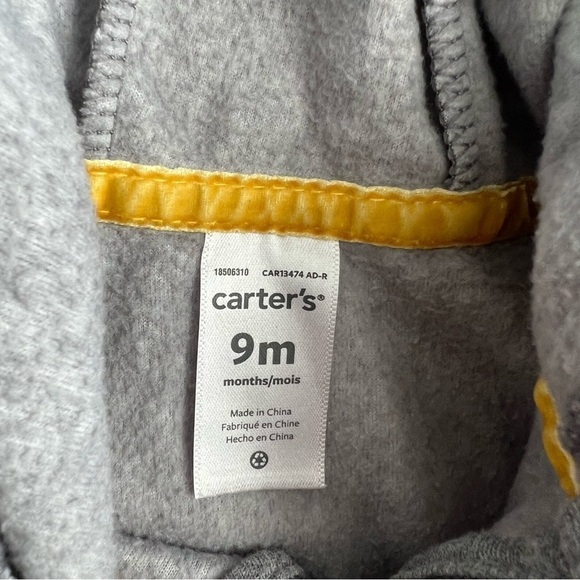 18506310 CAR13474 AD-R
carter's®
9m
months/mois
Made in China
Fabriqué en Chine
Hecho en China